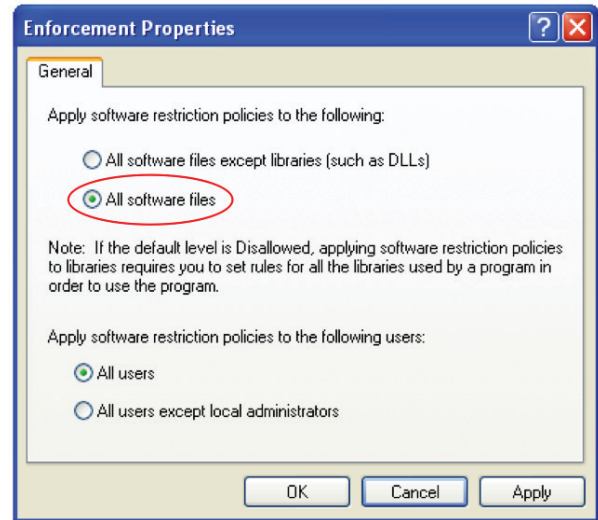 Enforcement Properties
General
Apply software restriction policies to the following:
All software files except libraries (such as DLLs)
All software files
Note: If the default level is Disallowed, applying software restriction policies
to libraries requires you to set rules for all the libraries used by a program in
order to use the program.
Apply software restriction policies to the following users:
All users
All users except local administrators
OK Cancel Apply